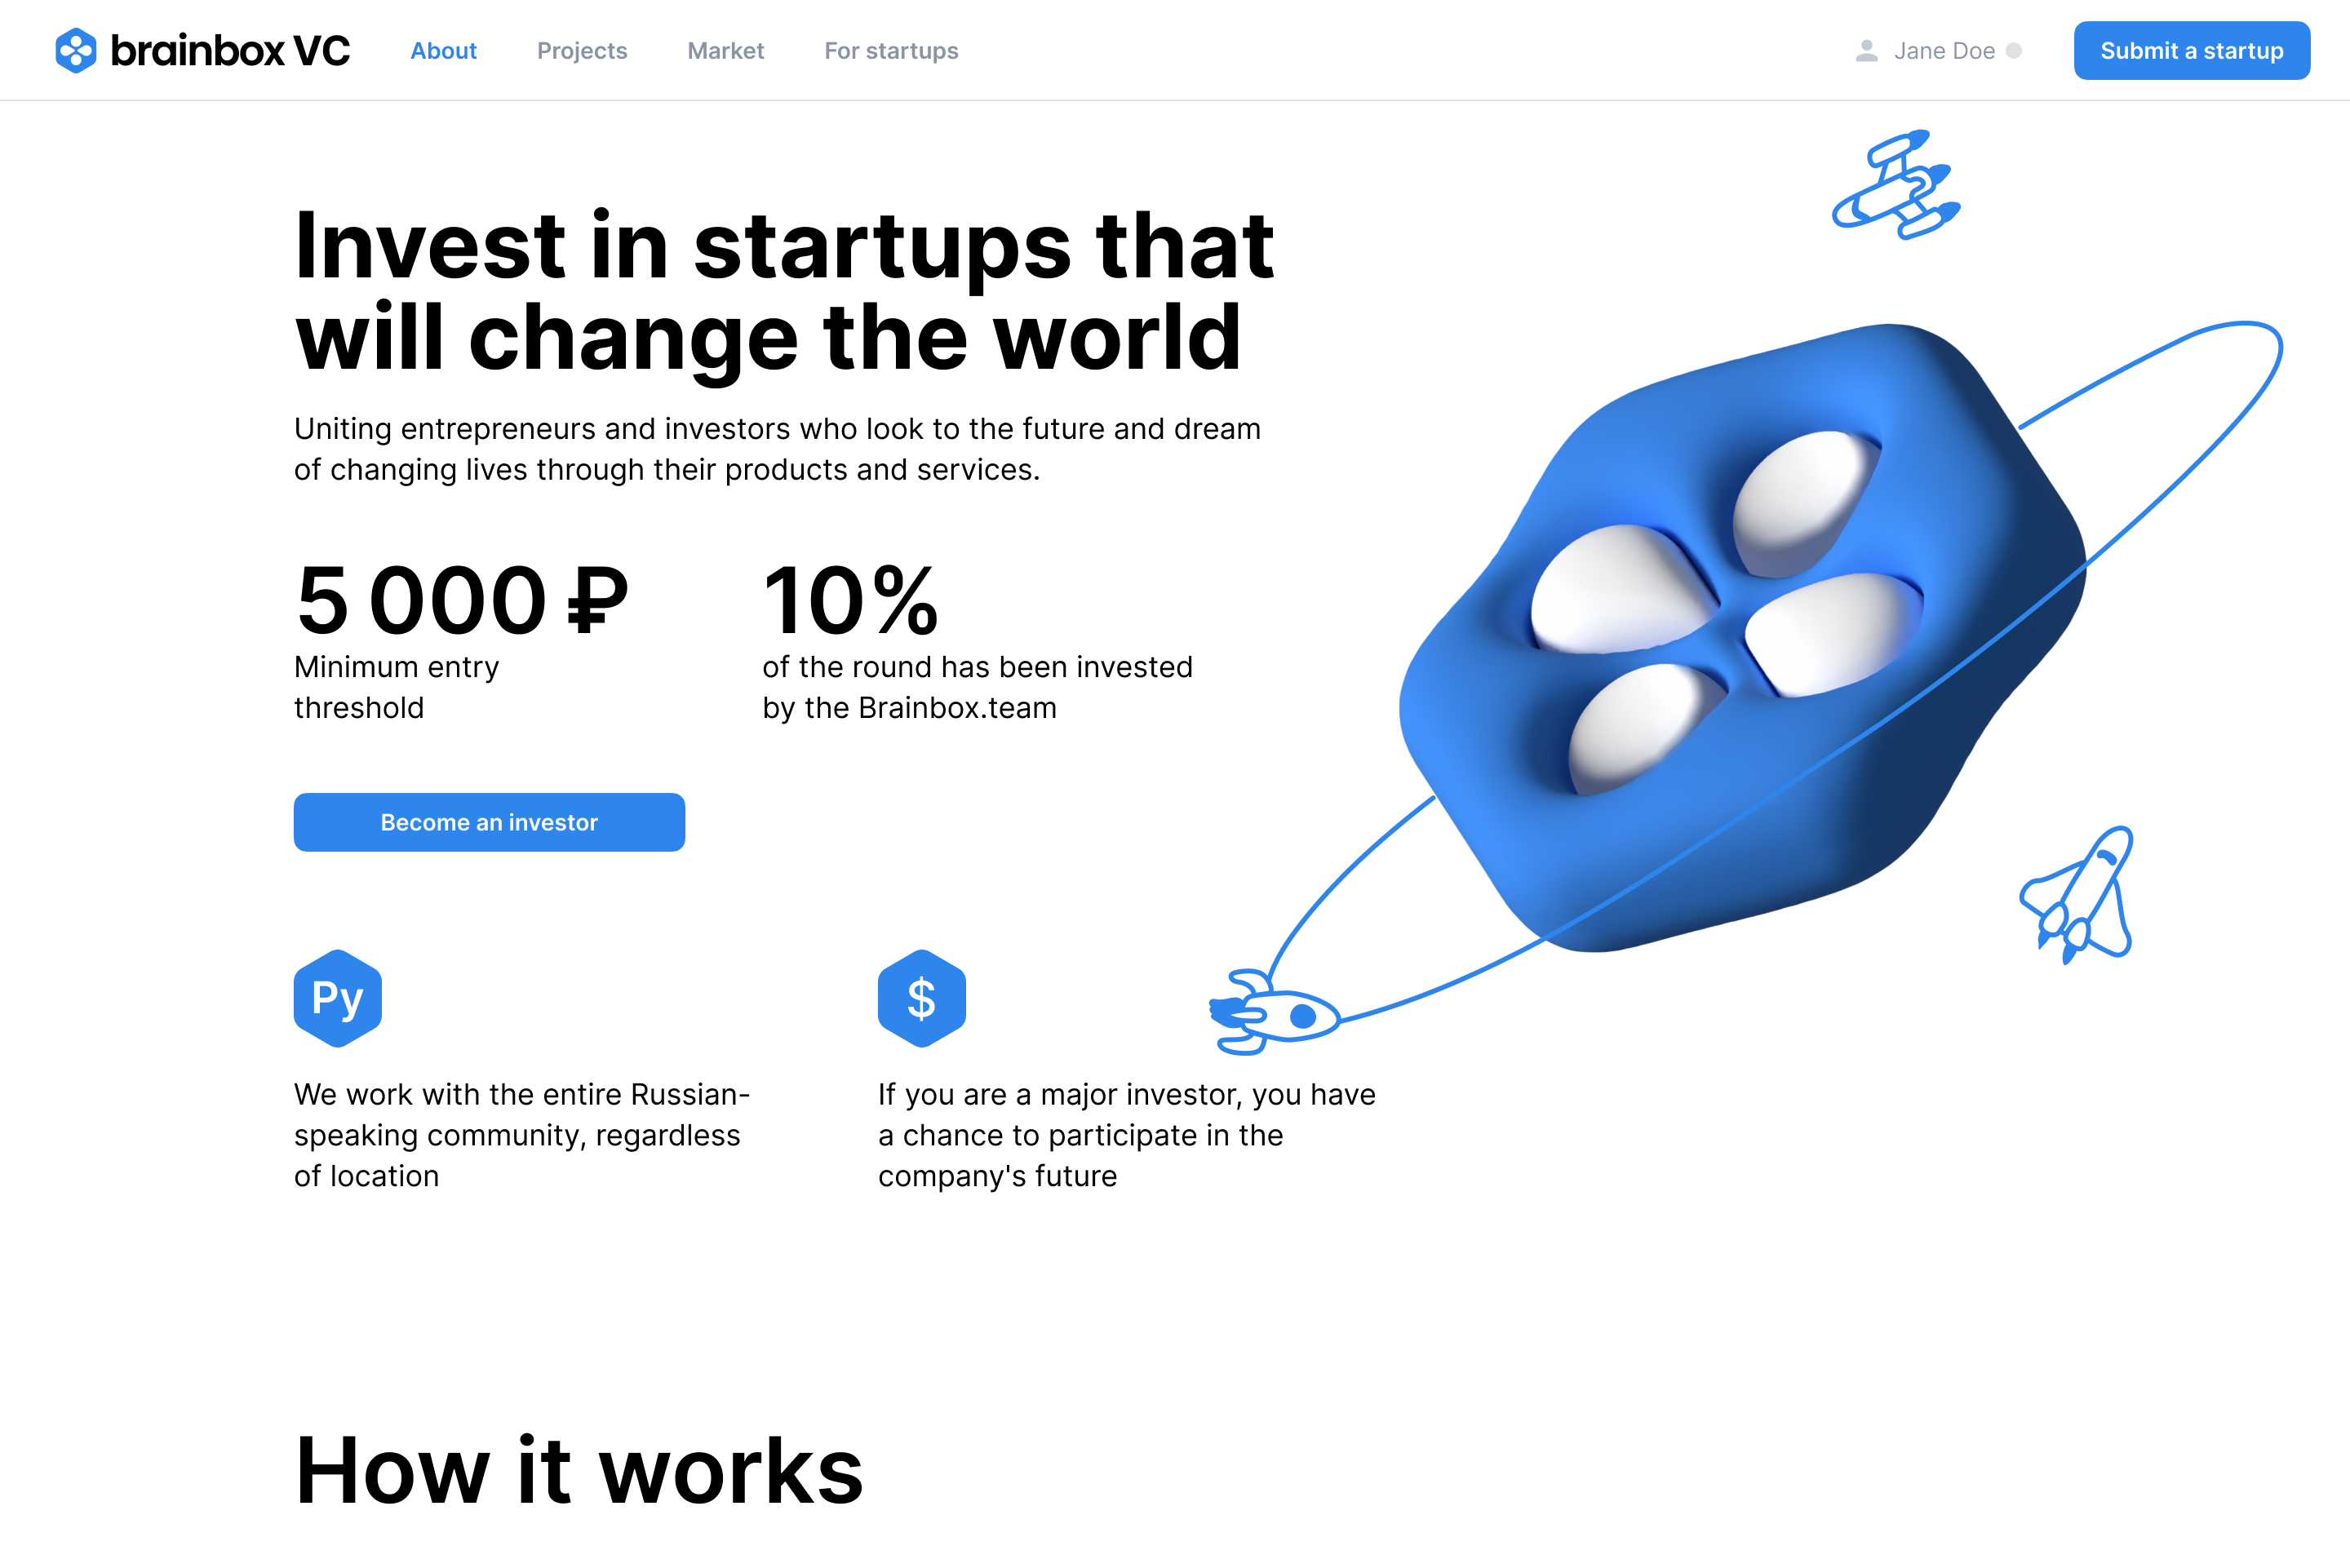 brainbox VC
About
Projects
Market
For startups
Jane Doe
Submit a startup
Invest in startups that
will change the world
Uniting entrepreneurs and investors who look to the future and dream
of changing lives through their products and services.
5 000 ₽
Minimum entry
threshold
10%
of the round has been invested
by the Brainbox.team
Become an investor
Py
We work with the entire Russian-
speaking community, regardless
of location
$
If you are a major investor, you have
a chance to participate in the
company's future
How it works